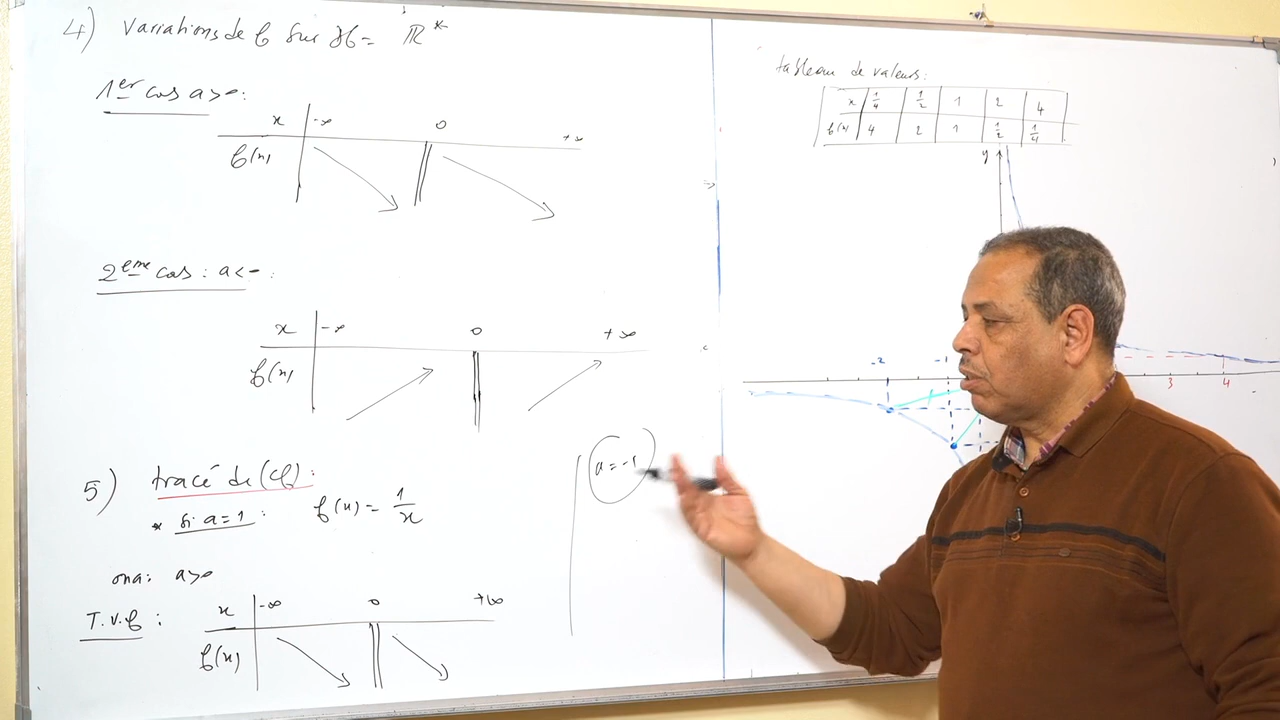 4) Variations de f sur Df = ℝ*
1er cas a>0:
x -∞ 0 +∞
f(x)
2eme cas : a<0 :
x -∞ 0 +∞
f(x)
5) tracé de (Cf) :
* si a=1 : f(x) = 1/x
ona: a>0
T.V.f :
x -∞ 0 +∞
f(x)
a=-1
tableau de valeurs:
x 1/4 1/2 1 2 4
f(x) 4 2 1 1/2 1/4
y
-2 -1 3 4